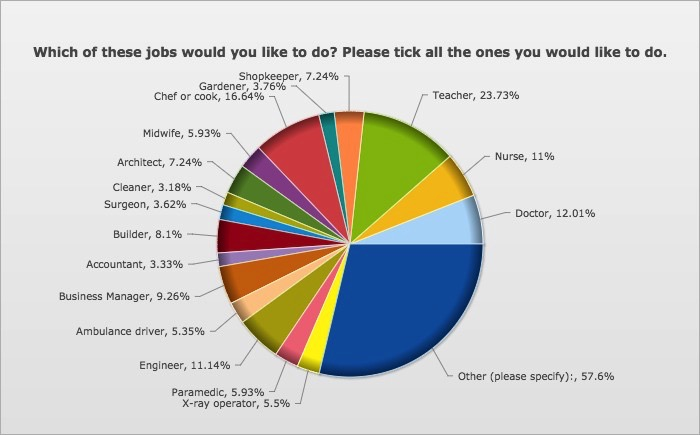 Which of these jobs would you like to do? Please tick all the ones you would like to do.
Shopkeeper, 7.24%
Gardener, 3.76%
Chef or cook, 16.64%
Teacher, 23.73%
Midwife, 5.93%
Nurse, 11%
Architect, 7.24%
Cleaner, 3.18%
Surgeon, 3.62%
Doctor, 12.01%
Builder, 8.1%
Accountant, 3.33%
Business Manager, 9.26%
Ambulance driver, 5.35%
Engineer, 11.14%
Other (please specify):, 57.6%
Paramedic, 5.93%
X-ray operator, 5.5%